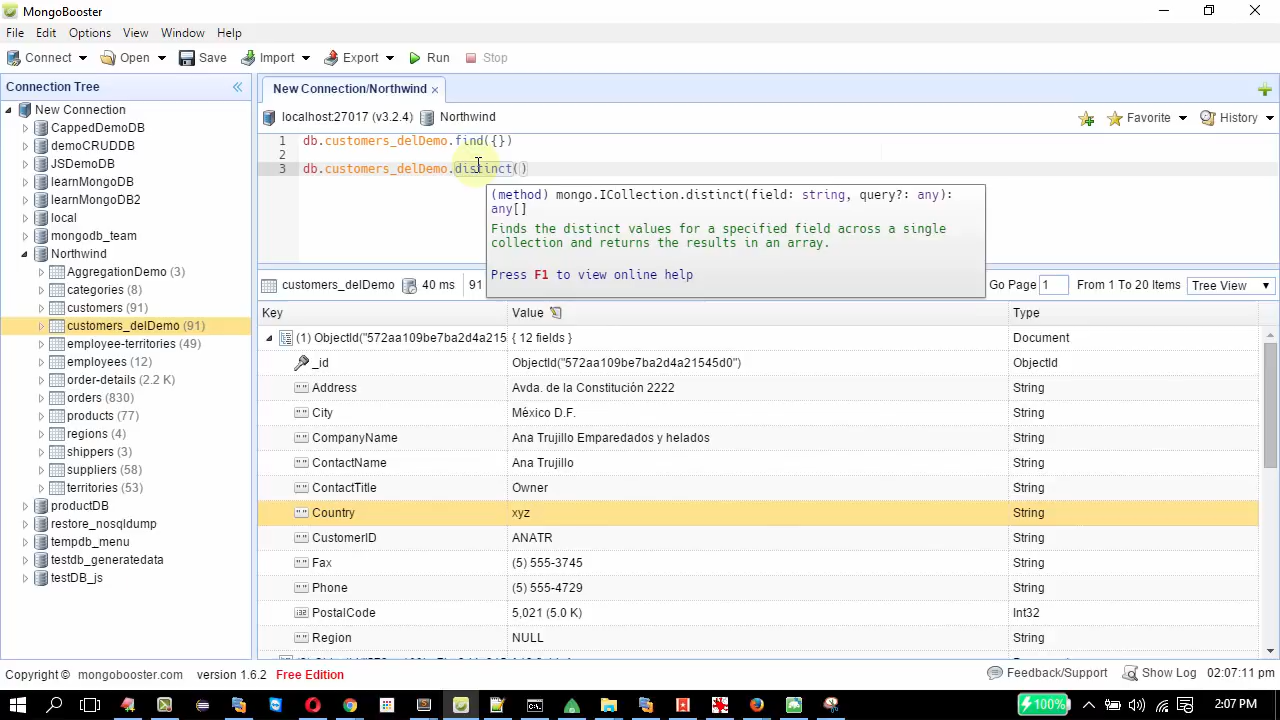 MongoBooster
File Edit Options View Window Help
Connect Open Save Import Export Run Stop
Connection Tree
New Connection
CappedDemoDB
demoCRUDDB
JSDemoDB
learnMongoDB
learnMongoDB2
local
mongodb_team
Northwind
AggregationDemo (3)
categories (8)
customers (91)
customers_delDemo (91)
employee-territories (49)
employees (12)
order-details (2.2 K)
orders (830)
products (77)
regions (4)
shippers (3)
suppliers (58)
territories (53)
productDB
restore_nosqldump
tempdb_menu
testdb_generatedata
testDB_js
New Connection/Northwind
localhost:27017 (v3.2.4) Northwind
Favorite History
1 db.customers_delDemo.find({})
2
3 db.customers_delDemo.distinct()
(method) mongo.ICollection.distinct(field: string, query?: any):
any[]
Finds the distinct values for a specified field across a single
collection and returns the results in an array.
Press F1 to view online help
customers_delDemo 40 ms 91 Go Page 1 From 1 To 20 Items Tree View
Key Value Type
(1) ObjectId("572aa109be7ba2d4a215 { 12 fields } Document
_id ObjectId("572aa109be7ba2d4a21545d0") ObjectId
Address Avda. de la Constitución 2222 String
City México D.F. String
CompanyName Ana Trujillo Emparedados y helados String
ContactName Ana Trujillo String
ContactTitle Owner String
Country xyz String
CustomerID ANATR String
Fax (5) 555-3745 String
Phone (5) 555-4729 String
PostalCode 5,021 (5.0 K) Int32
Region NULL String
Copyright © mongobooster.com version 1.6.2 Free Edition Feedback/Support Show Log 02:07:11 pm
100% 2:07 PM